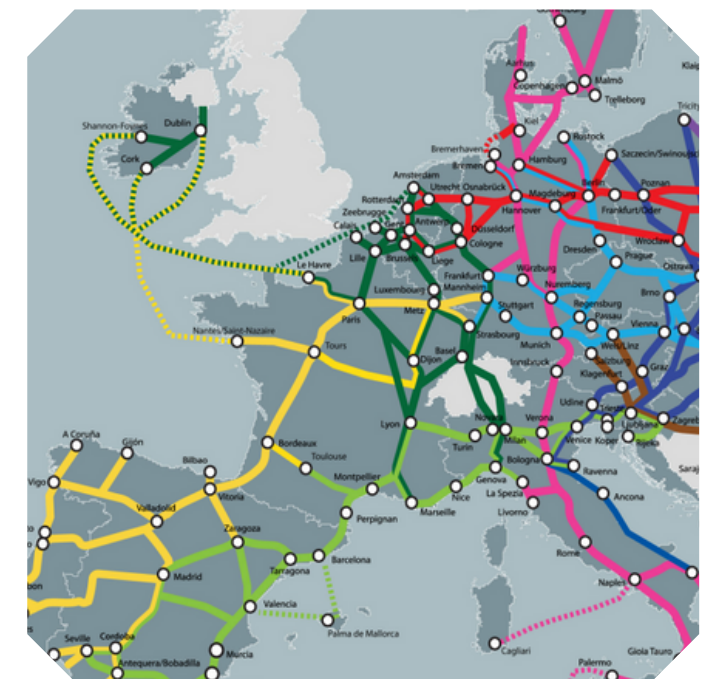 Aarhus
Copenhagen
Malmö
Trelleborg
Kiel
Rostock
Shannon-Foynes
Dublin
Cork
Bremerhaven
Bremen
Hamburg
Berlin
Poznan
Amsterdam
Utrecht
Osnabrück
Magdeburg
Rotterdam
Hannover
Frankfurt/Oder
Zeebrugge
Gent
Antwerp
Calais
Düsseldorf
Cologne
Wroclaw
Dresden
Lille
Brussels
Liege
Prague
Ostrava
Le Havre
Luxembourg
Frankfurt
Mannheim
Würzburg
Nuremberg
Regensburg
Brno
Metz
Paris
Stuttgart
Passau
Vienna
Nantes/Saint-Nazaire
Strasbourg
Munich
Wels/Linz
Tours
Dijon
Basel
Innsbruck
Salzburg
Graz
Klagenfurt
Udine
Trieste
Lyon
Novara
Verona
Ljubljana
Zagreb
Turin
Milan
Venice
Koper
Rijeka
A Coruña
Gijón
Bordeaux
Bilbao
Toulouse
Bologna
Ravenna
Vigo
Vitoria
Montpellier
Nice
Genova
La Spezia
Ancona
Valladolid
Marseille
Livorno
Perpignan
Zaragoza
Barcelona
Rome
Tarragona
Madrid
Naples
Valencia
Palma de Mallorca
Seville
Cordoba
Murcia
Cagliari
Gioia Tauro
Antequera/Bobadilla
Palermo